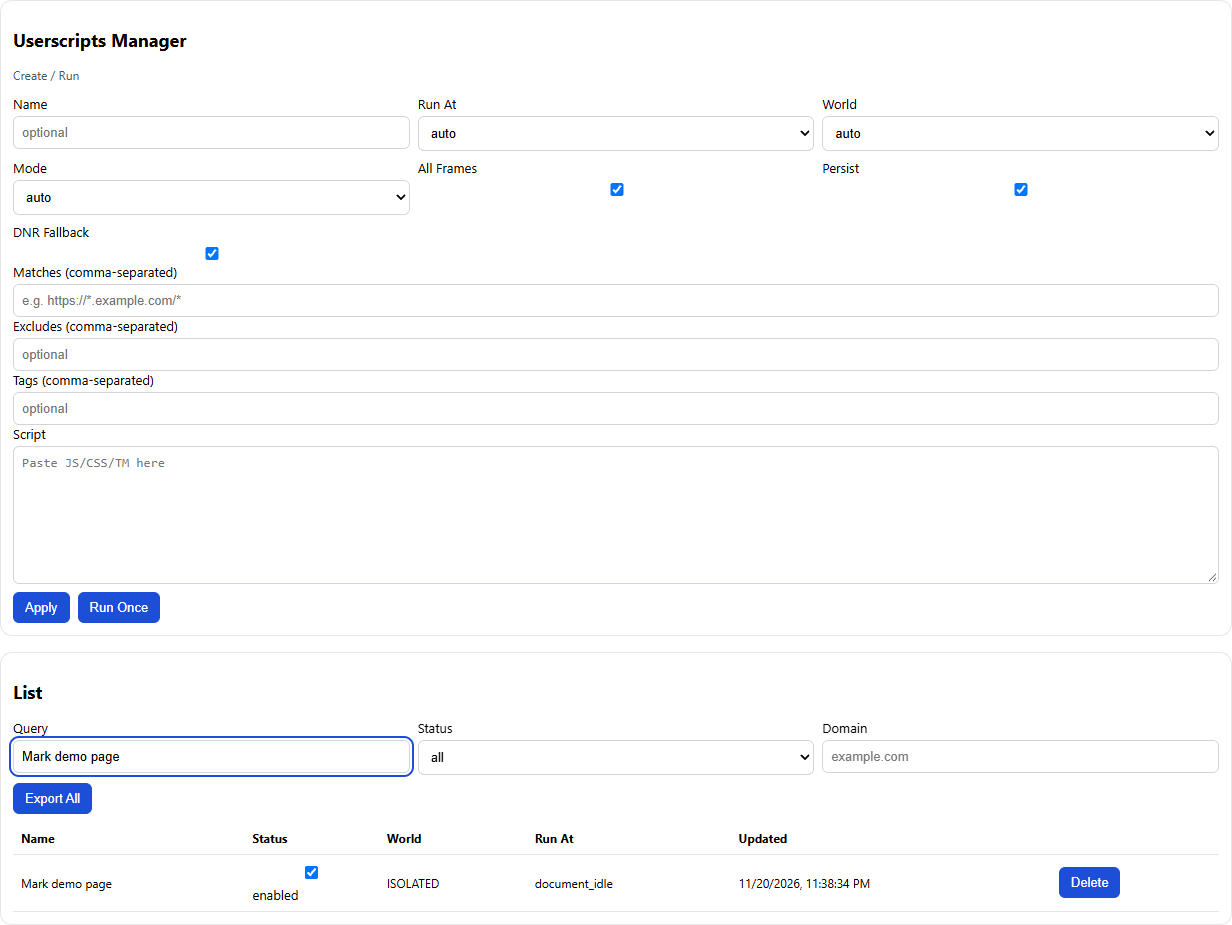 Userscripts Manager
Create / Run
Name Run At World
optional auto auto
Mode All Frames Persist
auto
DNR Fallback
Matches (comma-separated)
e.g. https://*.example.com/*
Excludes (comma-separated)
optional
Tags (comma-separated)
optional
Script
Paste JS/CSS/TM here
Apply Run Once
List
Query Status Domain
Mark demo page all example.com
Export All
Name Status World Run At Updated
Mark demo page enabled ISOLATED document_idle 11/20/2026, 11:38:34 PM Delete